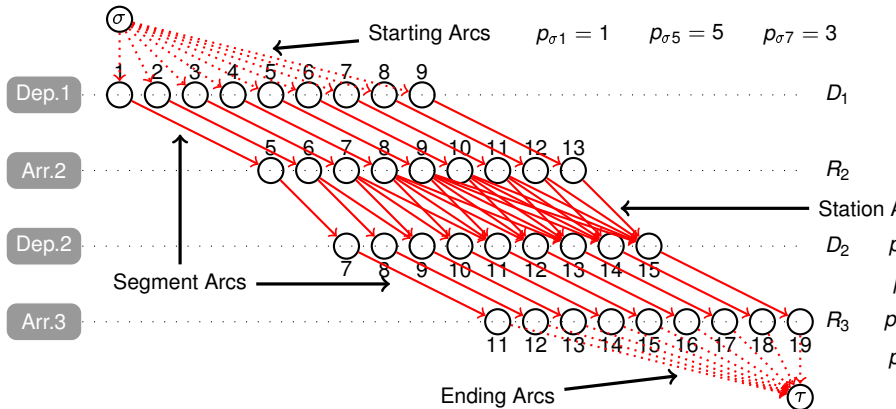 σ
Starting Arcs pσ1 = 1 pσ5 = 5 pσ7 = 3
1 2 3 4 5 6 7 8 9
Dep.1 D1
5 6 7 8 9 10 11 12 13
Arr.2 R2
Station
Dep.2 D2
7 8 9 10 11 12 13 14 15
Segment Arcs
Arr.3 R3
11 12 13 14 15 16 17 18 19
Ending Arcs
τ